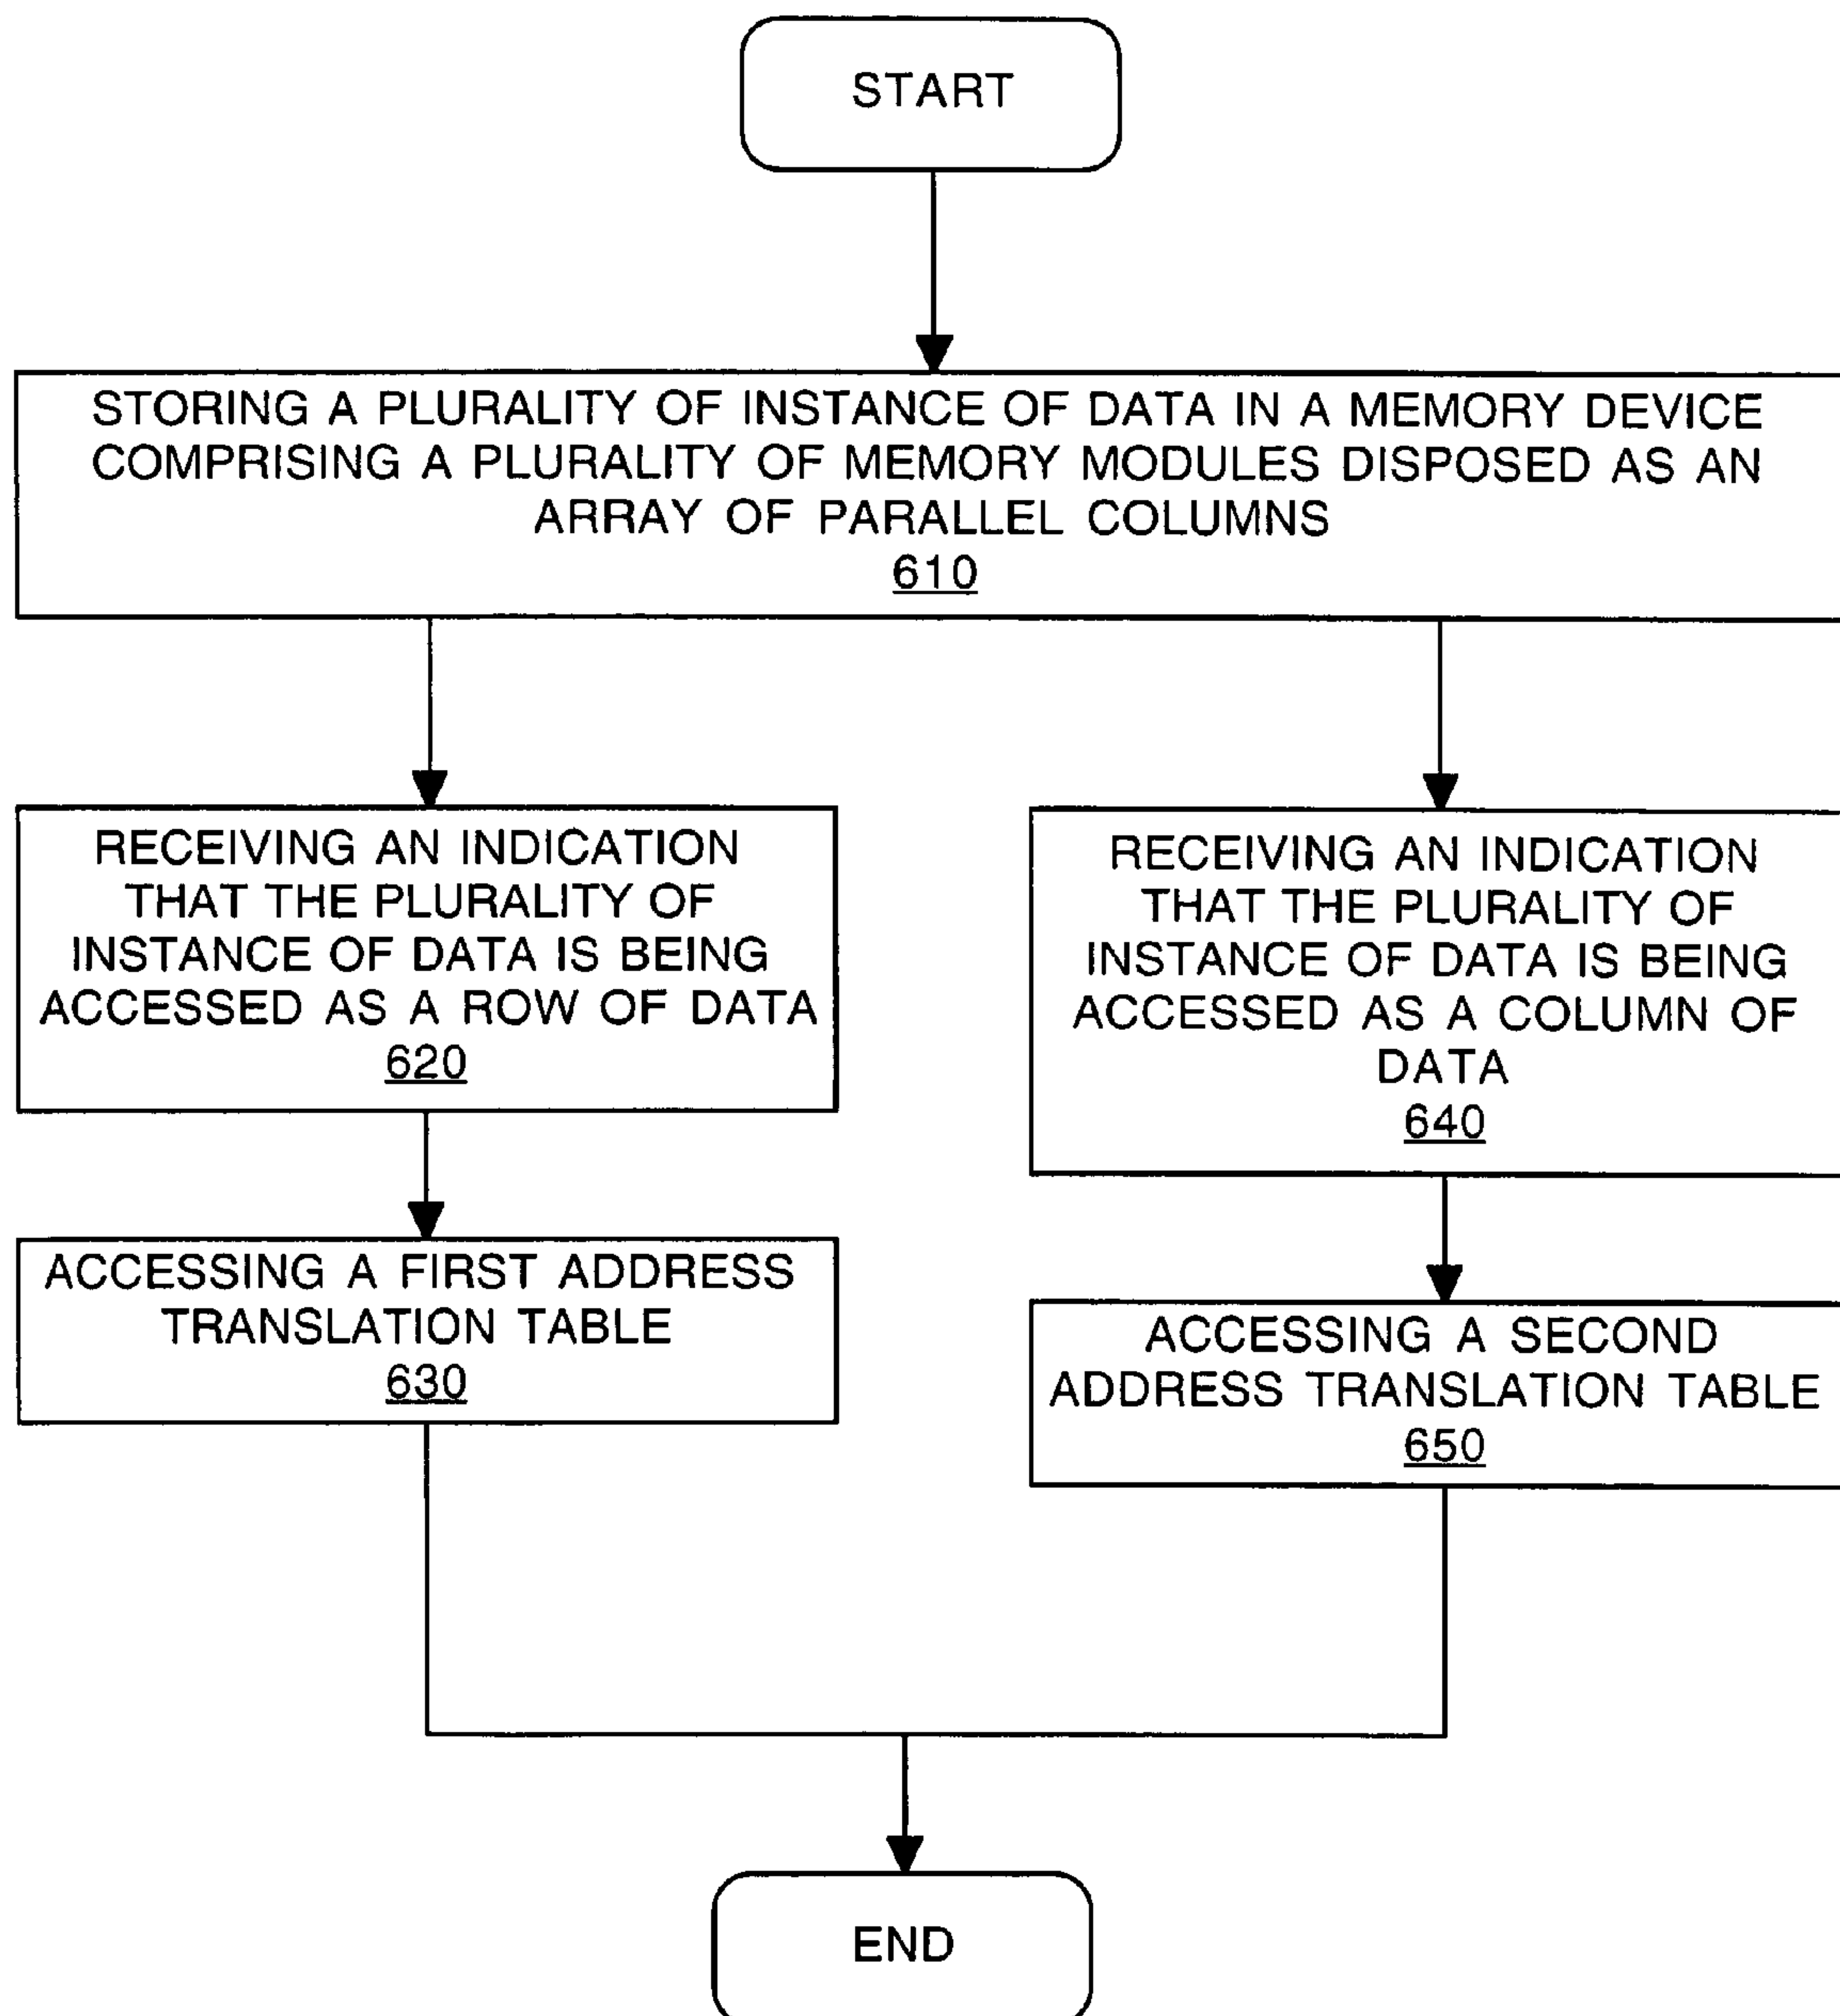 START
STORING A PLURALITY OF INSTANCE OF DATA IN A MEMORY DEVICE
COMPRISING A PLURALITY OF MEMORY MODULES DISPOSED AS AN
ARRAY OF PARALLEL COLUMNS
610
RECEIVING AN INDICATION
THAT THE PLURALITY OF
INSTANCE OF DATA IS BEING
ACCESSED AS A ROW OF DATA
620
RECEIVING AN INDICATION
THAT THE PLURALITY OF
INSTANCE OF DATA IS BEING
ACCESSED AS A COLUMN OF
DATA
640
ACCESSING A FIRST ADDRESS
TRANSLATION TABLE
630
ACCESSING A SECOND
ADDRESS TRANSLATION TABLE
650
END